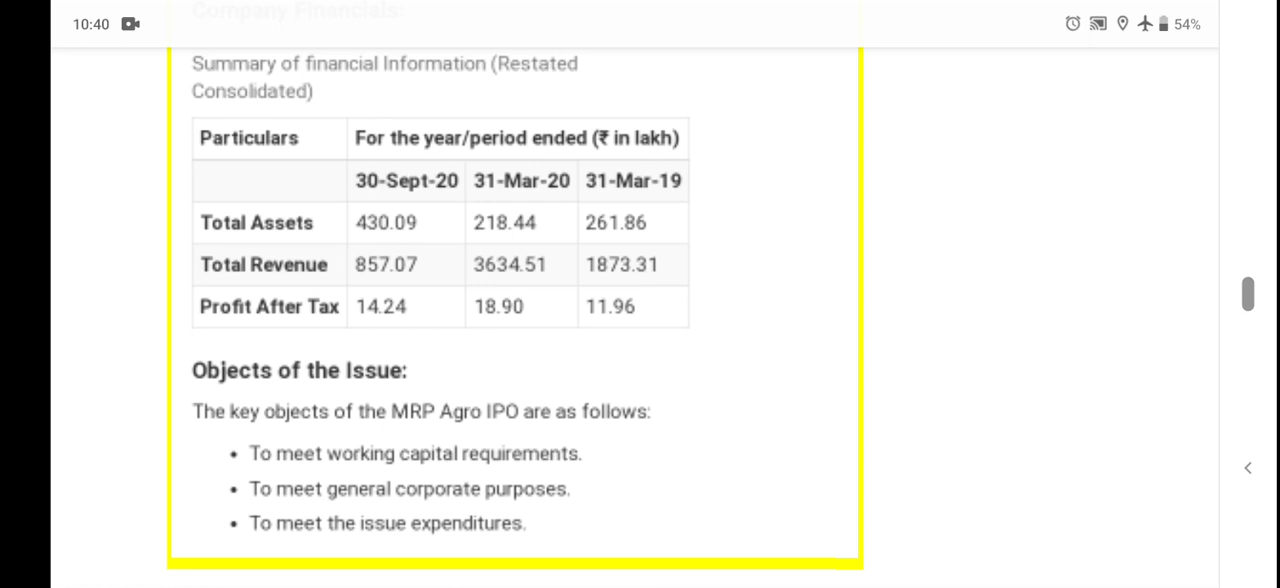 10:40
54%
Company Financials:
Summary of financial Information (Restated
Consolidated)
Particulars For the year/period ended (₹ in lakh)
30-Sept-20 31-Mar-20 31-Mar-19
Total Assets 430.09 218.44 261.86
Total Revenue 857.07 3634.51 1873.31
Profit After Tax 14.24 18.90 11.96
Objects of the Issue:
The key objects of the MRP Agro IPO are as follows:
• To meet working capital requirements.
• To meet general corporate purposes.
• To meet the issue expenditures.